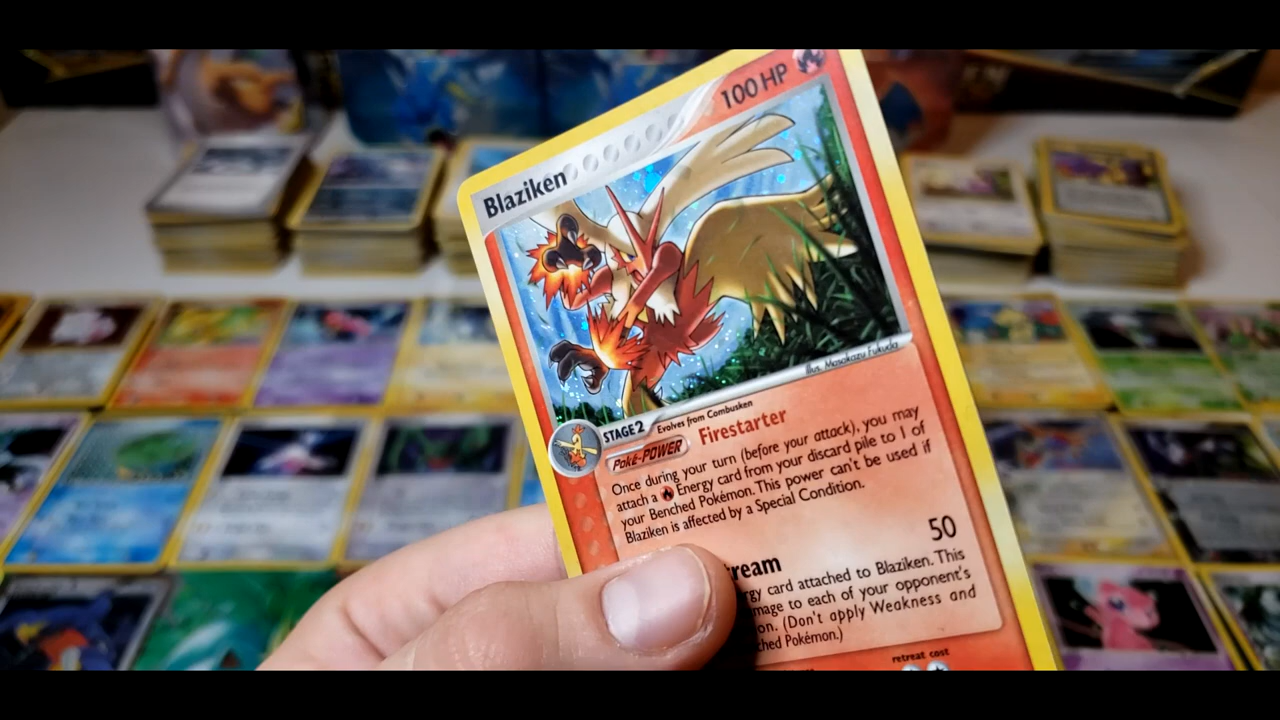 100 HP
Blaziken
Illus. Masakazu Fukuda
STAGE 2 Evolves from Combusken
Poké-POWER Firestarter
Once during your turn (before your attack), you may
attach a Energy card from your discard pile to 1 of
your Benched Pokémon. This power can't be used if
Blaziken is affected by a Special Condition.
tream 50
gy card attached to Blaziken. This
mage to each of your opponent's
on. (Don't apply Weakness and
ched Pokémon.)
retreat cost